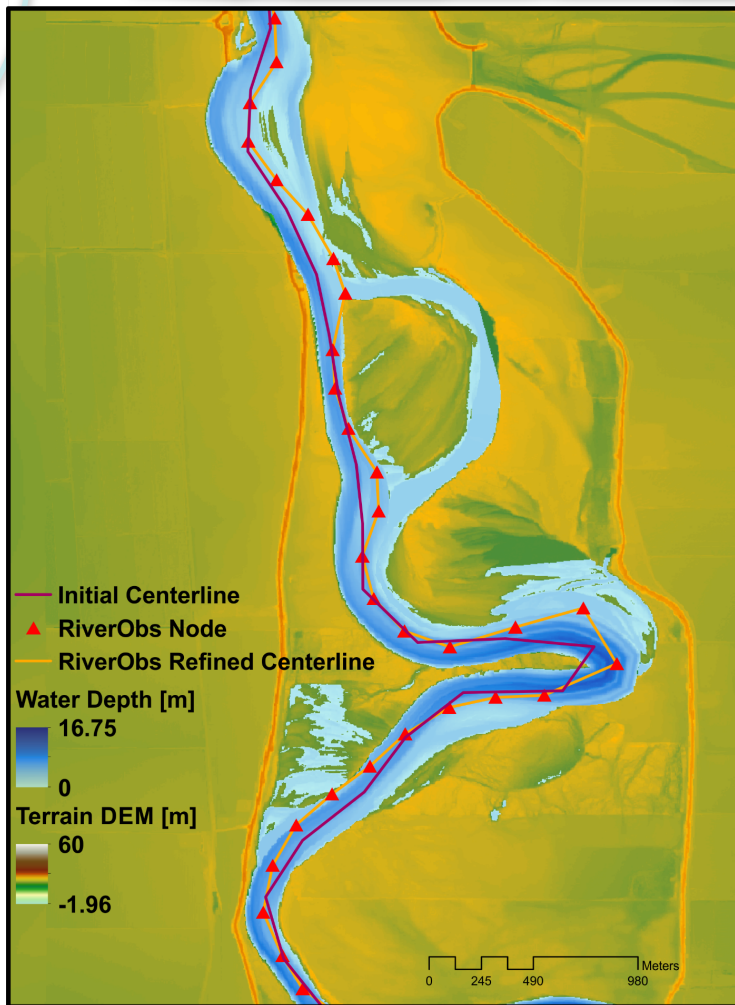 Initial Centerline
RiverObs Node
RiverObs Refined Centerline
Water Depth [m]
16.75
0
Terrain DEM [m]
60
-1.96
Meters
0 245 490 980